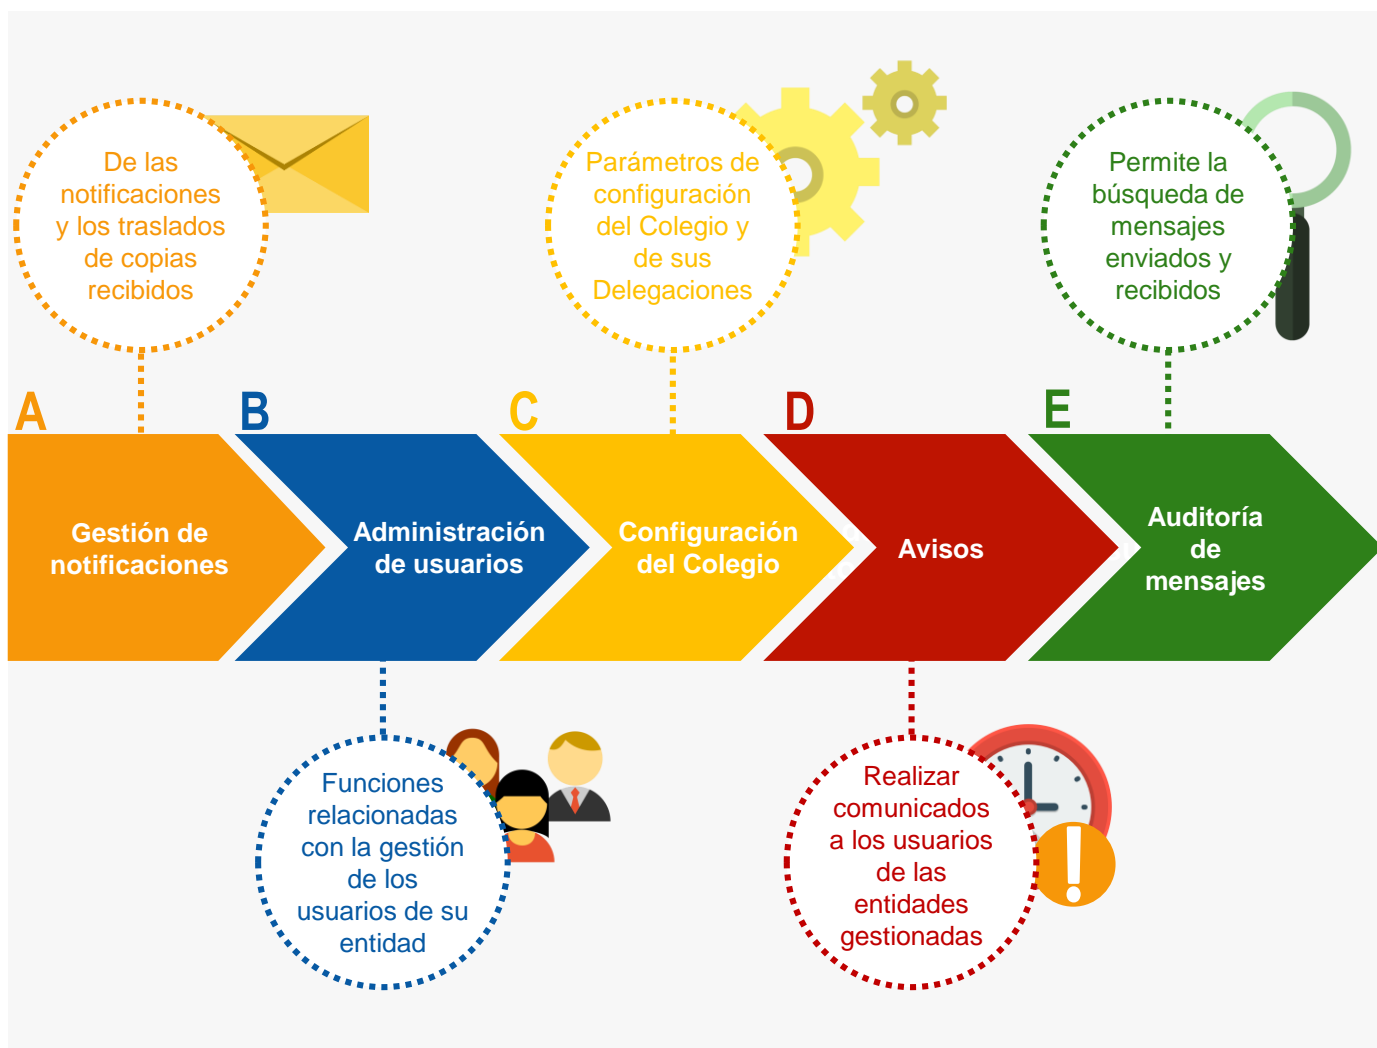 De las
notificaciones
y los traslados
de copias
recibidos
Parámetros de
configuración
del Colegio y
de sus
Delegaciones
Permite la
búsqueda de
mensajes
enviados y
recibidos
A
B
C
D
E
Gestión de
notificaciones
Administración
de usuarios
Configuración
del Colegio
Avisos
Auditoría
de
mensajes
Funciones
relacionadas
con la gestión
de los
usuarios de su
entidad
Realizar
comunicados
a los usuarios
de las
entidades
gestionadas